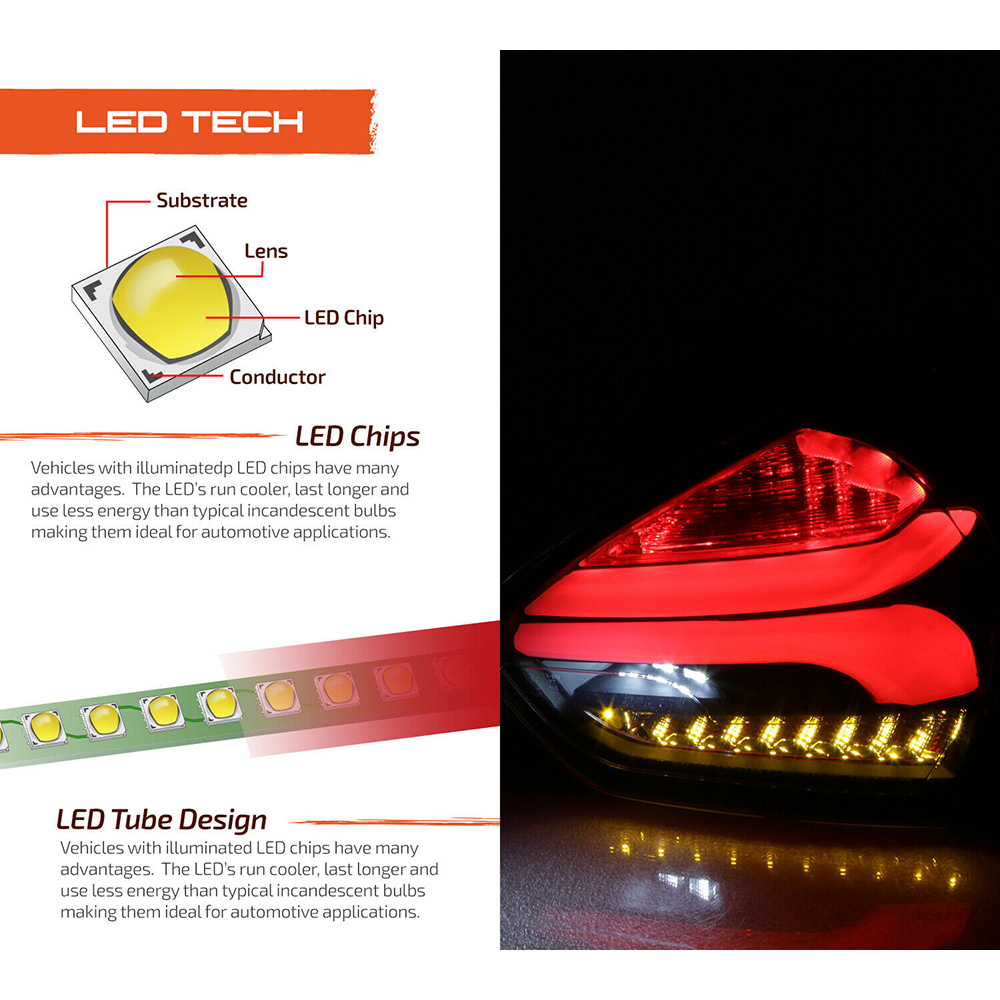 LED TECH
Substrate
Lens
LED Chip
Conductor
LED Chips
Vehicles with illuminatedp LED chips have many
advantages. The LED's run cooler, last longer and
use less energy than typical incandescent bulbs
making them ideal for automotive applications.
LED Tube Design
Vehicles with illuminated LED chips have many
advantages. The LED's run cooler, last longer and
use less energy than typical incandescent bulbs
making them ideal for automotive applications.